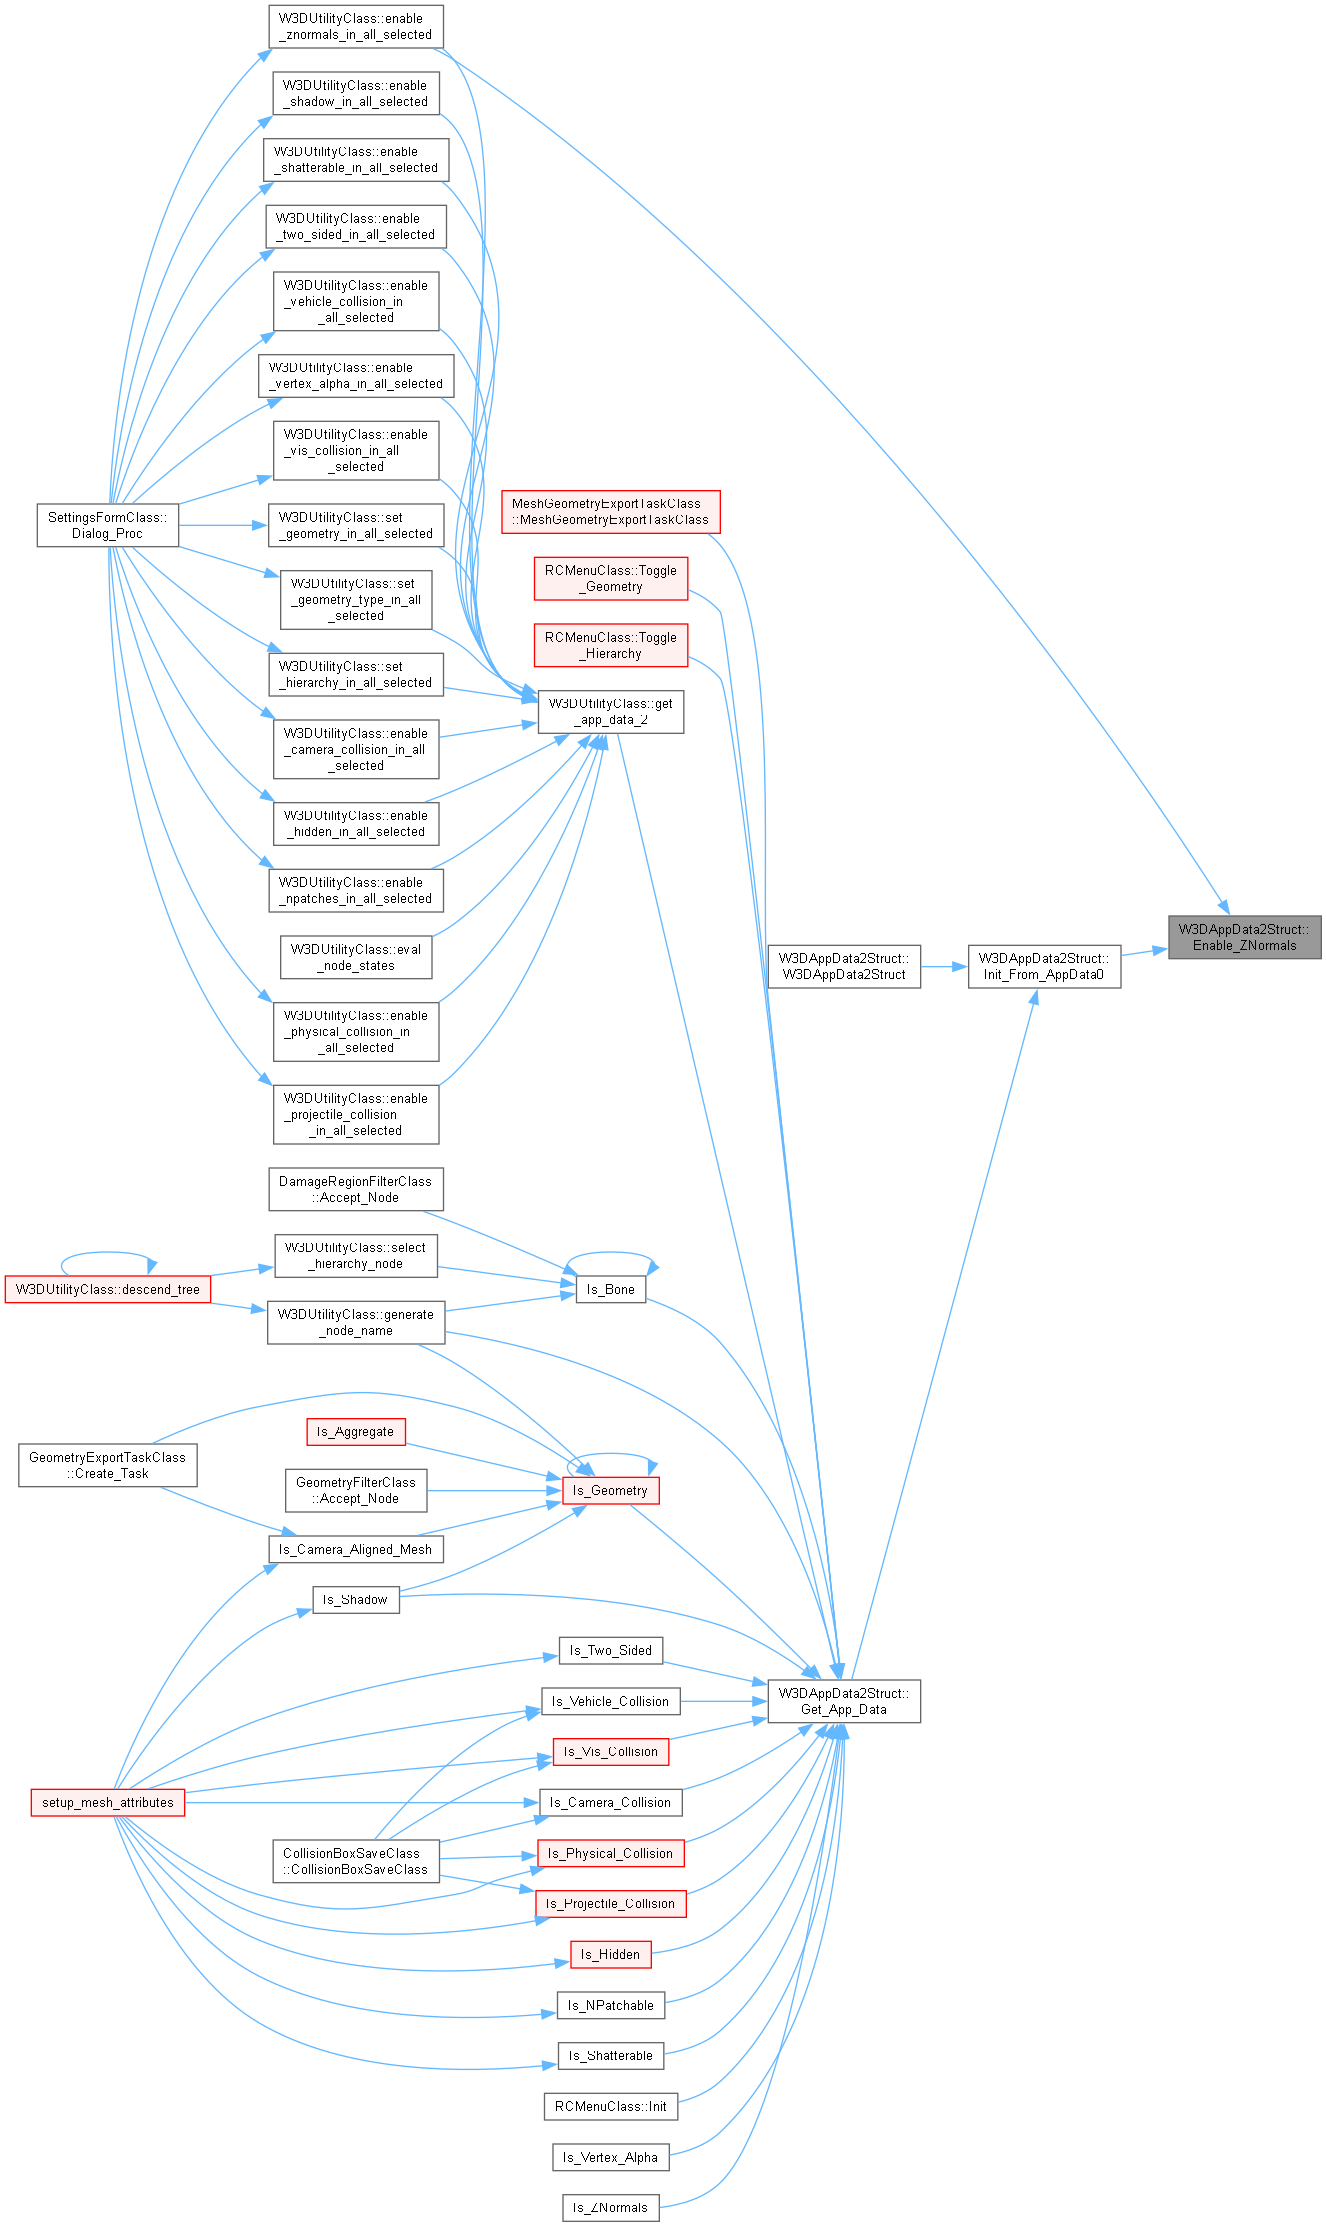 W3DUtilityClass::enable
_znormals_in_all_selected
W3DUtilityClass::enable
_shadow_in_all_selected
W3DUtilityClass::enable
_shatterable_in_all_selected
W3DUtilityClass::enable
_two_sided_in_all_selected
W3DUtilityClass::enable
_vehicle_collision_in
_all_selected
W3DUtilityClass::enable
_vertex_alpha_in_all_selected
W3DUtilityClass::enable
_vis_collision_in_all
_selected
SettingsFormClass::
Dialog_Proc
W3DUtilityClass::set
_geometry_in_all_selected
MeshGeometryExportTaskClass
::MeshGeometryExportTaskClass
RCMenuClass::Toggle
_Geometry
W3DUtilityClass::set
_geometry_type_in_all
_selected
RCMenuClass::Toggle
_Hierarchy
W3DUtilityClass::set
_hierarchy_in_all_selected
W3DUtilityClass::get
_app_data_2
W3DUtilityClass::enable
_camera_collision_in_all
_selected
W3DUtilityClass::enable
_hidden_in_all_selected
W3DUtilityClass::enable
_npatches_in_all_selected
W3DUtilityClass::eval
_node_states
W3DAppData2Struct::
W3DAppData2Struct
W3DAppData2Struct::
Init_From_AppData0
W3DAppData2Struct::
Enable_ZNormals
W3DUtilityClass::enable
_physical_collision_in
_all_selected
W3DUtilityClass::enable
_projectile_collision
_in_all_selected
DamageRegionFilterClass
::Accept_Node
W3DUtilityClass::select
_hierarchy_node
W3DUtilityClass::descend_tree
Is_Bone
W3DUtilityClass::generate
_node_name
Is_Aggregate
GeometryExportTaskClass
::Create_Task
GeometryFilterClass
::Accept_Node
Is_Geometry
Is_Camera_Aligned_Mesh
Is_Shadow
Is_Two_Sided
W3DAppData2Struct::
Get_App_Data
Is_Vehicle_Collision
Is_Vis_Collision
setup_mesh_attributes
Is_Camera_Collision
CollisionBoxSaveClass
::CollisionBoxSaveClass
Is_Physical_Collision
Is_Projectile_Collision
Is_Hidden
Is_NPatchable
Is_Shatterable
RCMenuClass::Init
Is_Vertex_Alpha
Is_ZNormals